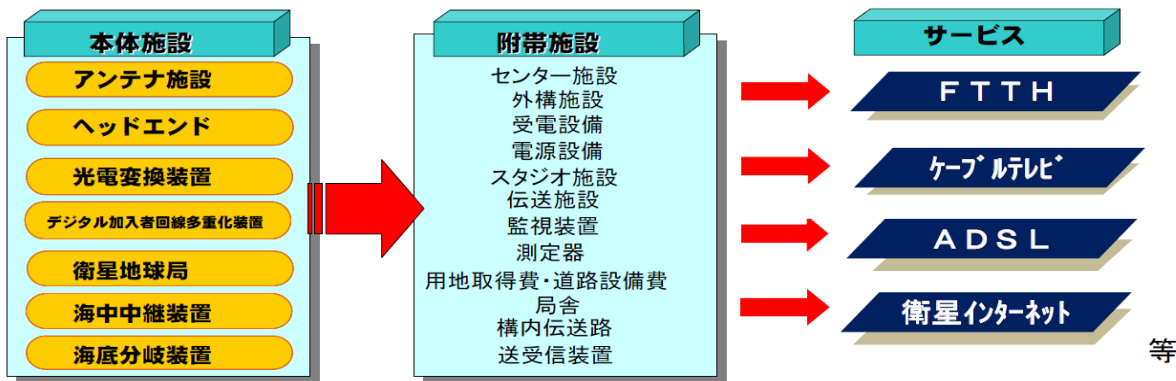 本体施設
アンテナ施設
ヘッドエンド
光電変換装置
デジタル加入者回線多重化装置
衛星地球局
海中中継装置
海底分岐装置
附帯施設
センター施設
外構施設
受電設備
電源設備
スタジオ施設
伝送施設
監視装置
測定器
用地取得費・道路設備費
局舎
構内伝送路
送受信装置
サービス
ＦＴＴＨ
ケーブルテレビ
ＡＤＳＬ
衛星インターネット
等